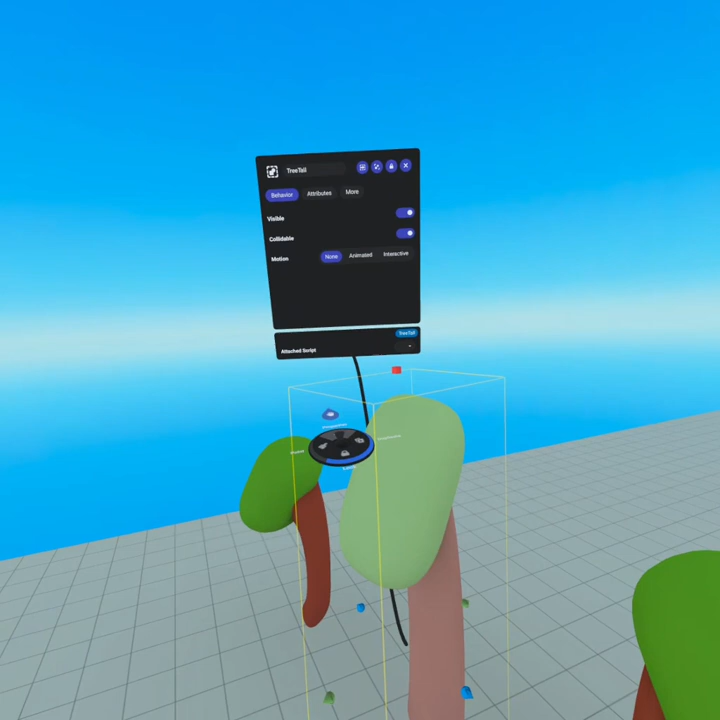 TreeTall
Behavior Attributes More
Visible
Collidable
Motion None Animated Interactive
TreeTall
Attached Script